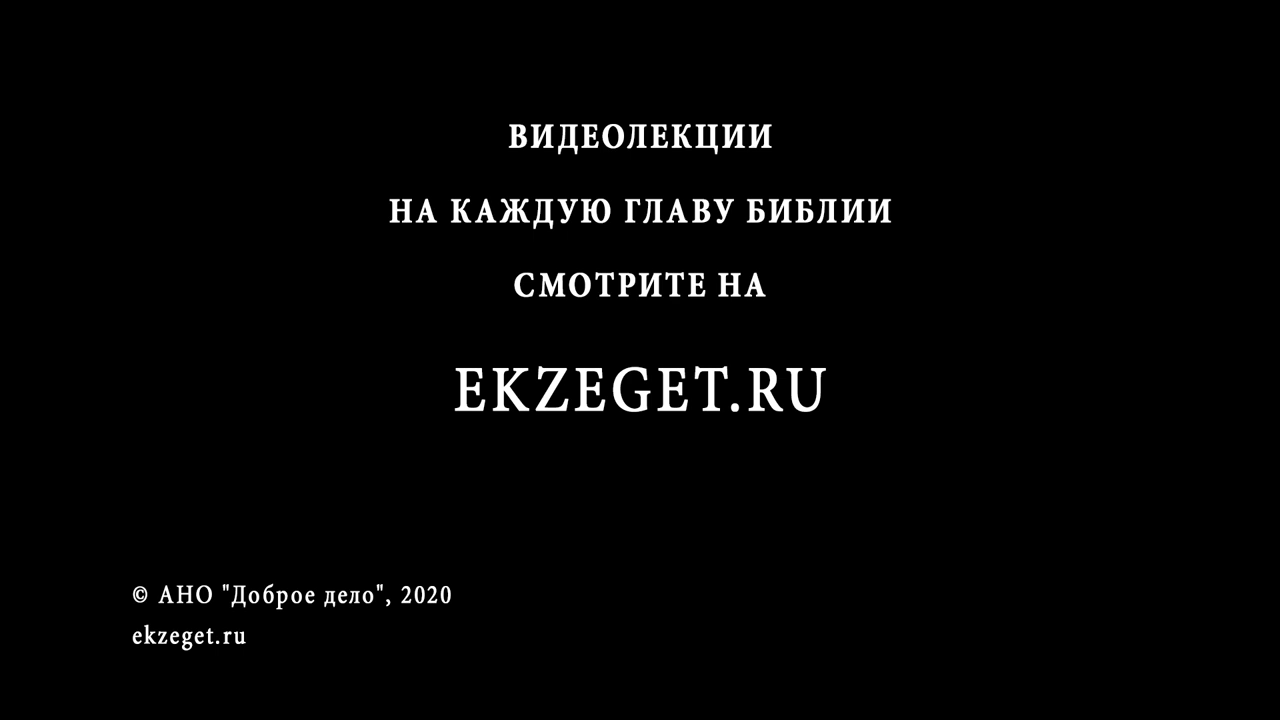 ВИДЕОЛЕКЦИИ
НА КАЖДУЮ ГЛАВУ БИБЛИИ
СМОТРИТЕ НА
EKZEGET.RU
© АНО "Доброе дело", 2020
ekzeget.ru